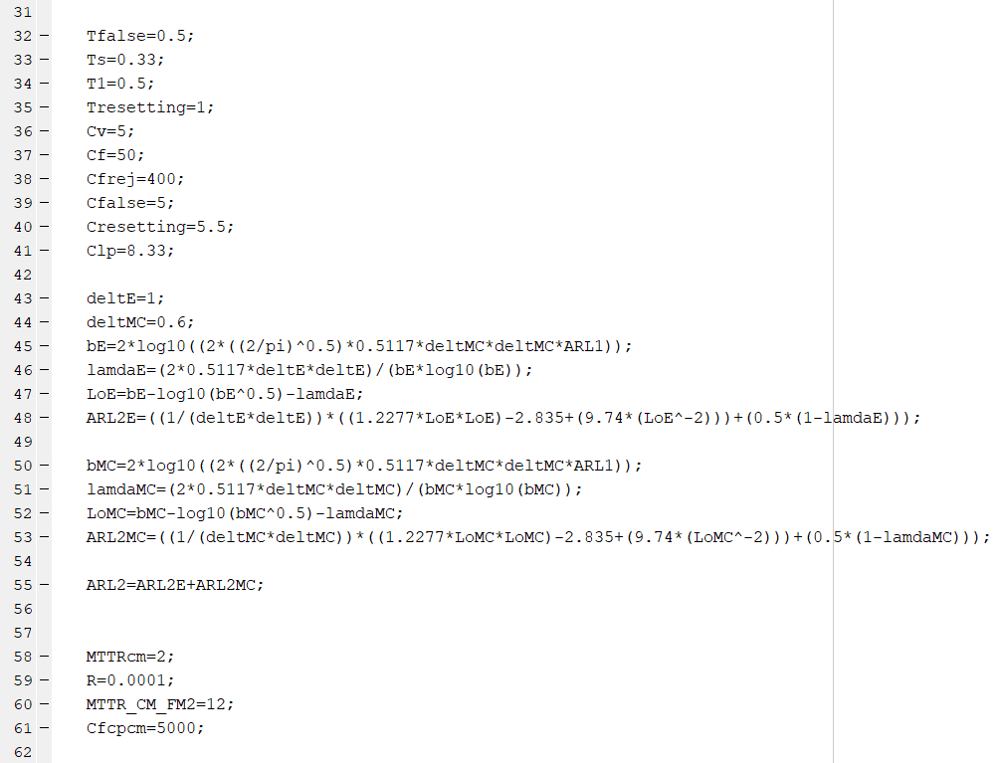 31
32 – Tfalse=0.5;
33 – Ts=0.33;
34 – T1=0.5;
35 – Tresetting=1;
36 – Cv=5;
37 – Cf=50;
38 – Cfrej=400;
39 – Cfalse=5;
40 – Cresetting=5.5;
41 – Clp=8.33;
42
43 – deltE=1;
44 – deltMC=0.6;
45 – bE=2*log10((2*((2/pi)^0.5)*0.5117*deltMC*deltMC*ARL1));
46 – lamdaE=(2*0.5117*deltE*deltE)/(bE*log10(bE));
47 – LoE=bE-log10(bE^0.5)-lamdaE;
48 – ARL2E=((1/(deltE*deltE))*((1.2277*LoE*LoE)-2.835+(9.74*(LoE^-2)))+(0.5*(1-lamdaE)));
49
50 – bMC=2*log10((2*((2/pi)^0.5)*0.5117*deltMC*deltMC*ARL1));
51 – lamdaMC=(2*0.5117*deltMC*deltMC)/(bMC*log10(bMC));
52 – LoMC=bMC-log10(bMC^0.5)-lamdaMC;
53 – ARL2MC=((1/(deltMC*deltMC))*((1.2277*LoMC*LoMC)-2.835+(9.74*(LoMC^-2)))+(0.5*(1-lamdaMC)));
54
55 – ARL2=ARL2E+ARL2MC;
56
57
58 – MTTRcm=2;
59 – R=0.0001;
60 – MTTR_CM_FM2=12;
61 – Cfcpcm=5000;
62